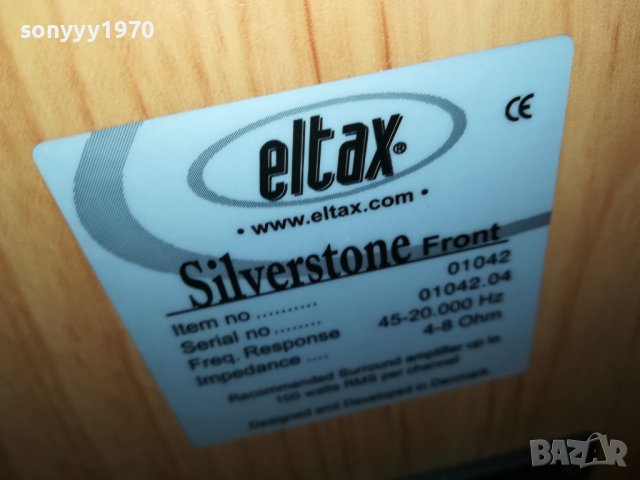 sonyyy1970
eltax®
CE
• www.eltax.com •
Silverstone Front
Item no .......... 01042
Serial no ........ 01042.04
Freq. Response 45-20.000 Hz
Impedance .... 4-8 Ohm
Recommended Surround amplifier up to
100 watts RMS per channel
Designed and Developed in Denmark
BAZAR